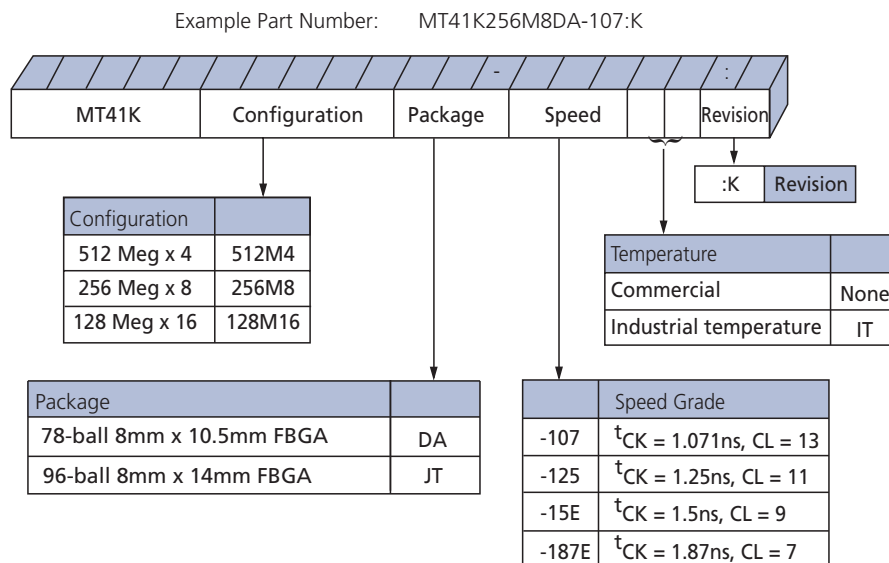 Example Part Number: MT41K256M8DA-107:K
- :
MT41K Configuration Package Speed Revision
:K Revision
Configuration
512 Meg x 4 512M4
256 Meg x 8 256M8
128 Meg x 16 128M16
Temperature
Commercial None
Industrial temperature IT
Package
78-ball 8mm x 10.5mm FBGA DA
96-ball 8mm x 14mm FBGA JT
Speed Grade
-107 tCK = 1.071ns, CL = 13
-125 tCK = 1.25ns, CL = 11
-15E tCK = 1.5ns, CL = 9
-187E tCK = 1.87ns, CL = 7